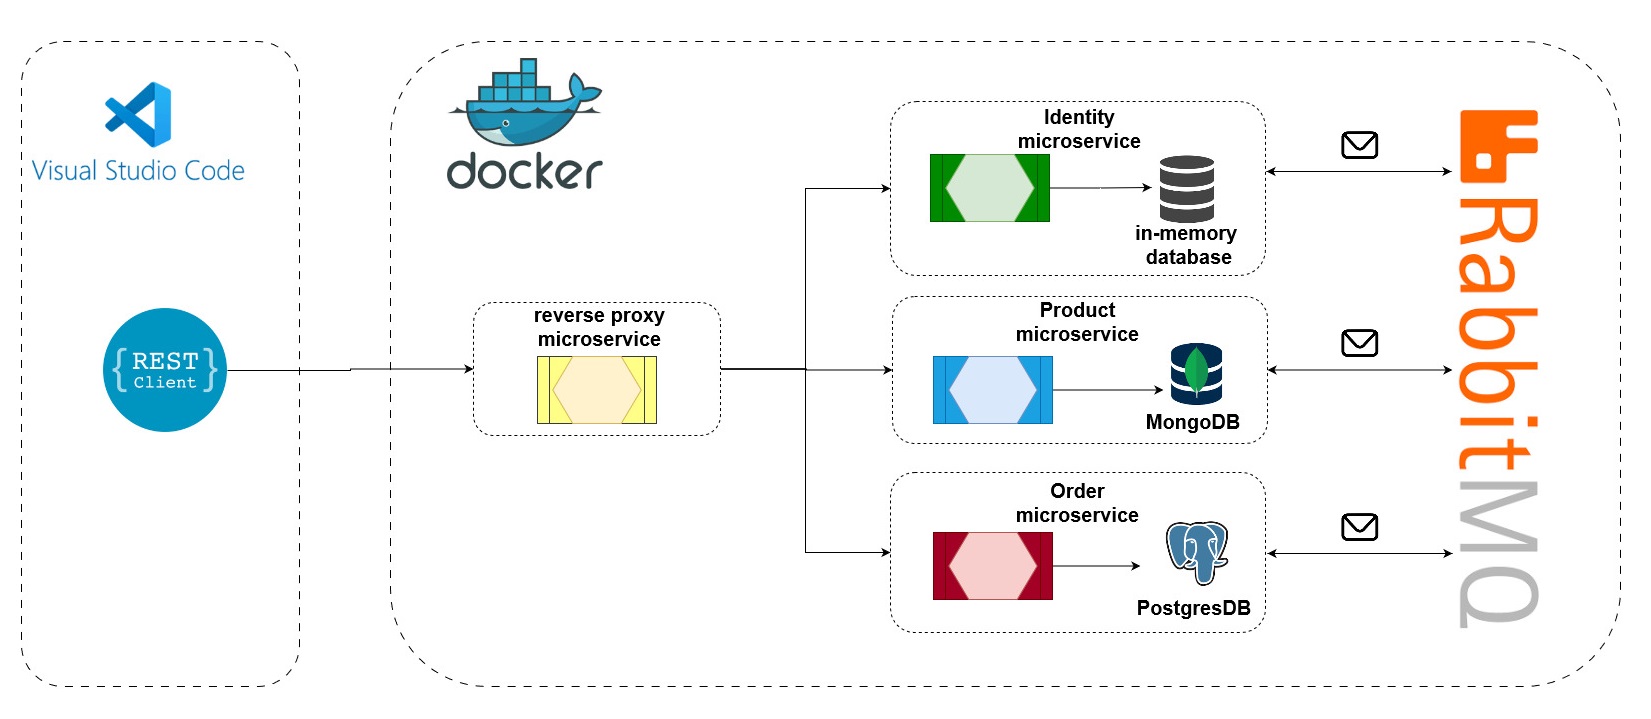 Visual Studio Code
{REST
Client}
docker
reverse proxy
microservice
Identity
microservice
in-memory
database
Product
microservice
MongoDB
Order
microservice
PostgresDB
RabbitMQ